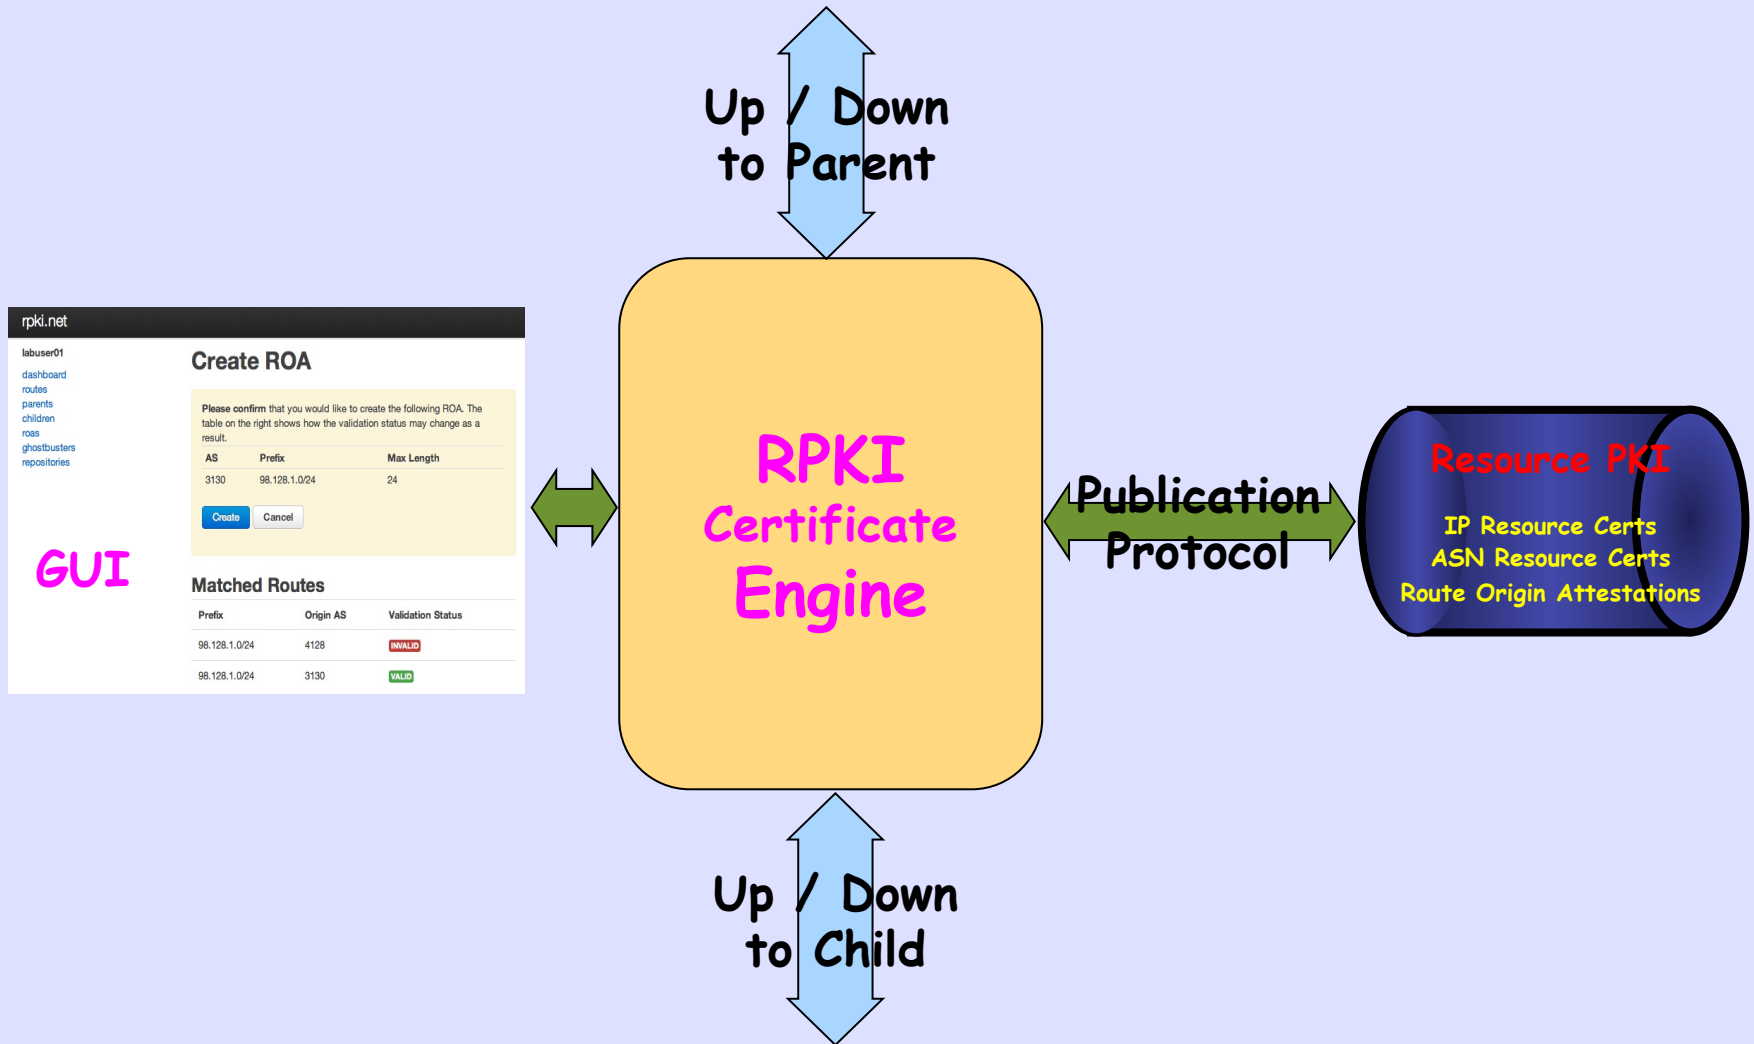 Up / Down
to Parent
rpki.net
labuser01
dashboard
routes
parents
children
roas
ghostbusters
repositories
GUI
Create ROA
Please confirm that you would like to create the following ROA. The
table on the right shows how the validation status may change as a
result.
AS Prefix Max Length
3130 98.128.1.0/24 24
Create Cancel
Matched Routes
Prefix Origin AS Validation Status
98.128.1.0/24 4128 INVALID
98.128.1.0/24 3130 VALID
RPKI
Certificate
Engine
Publication
Protocol
Resource PKI
IP Resource Certs
ASN Resource Certs
Route Origin Attestations
Up / Down
to Child